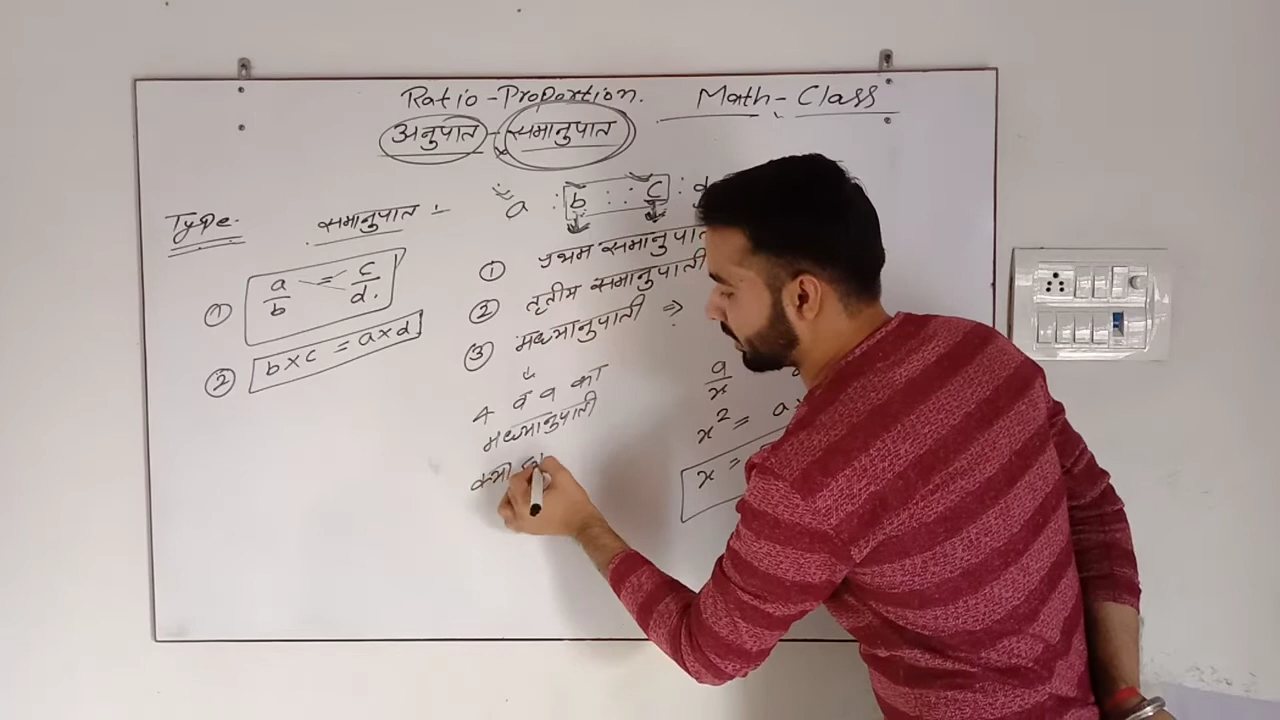 Ratio-Proportion.
Math-Class
अनुपात - समानुपात
a : b : : c : d
Type.
समानुपात :-
① a/b = c/d.
② b×c = a×d
① प्रथम समानुपात
② तृतीय समानुपाती
③ मध्यानुपाती ⇒
4 व 9 का
मध्यानुपाती
क्या
a/x
x² = a×
x =